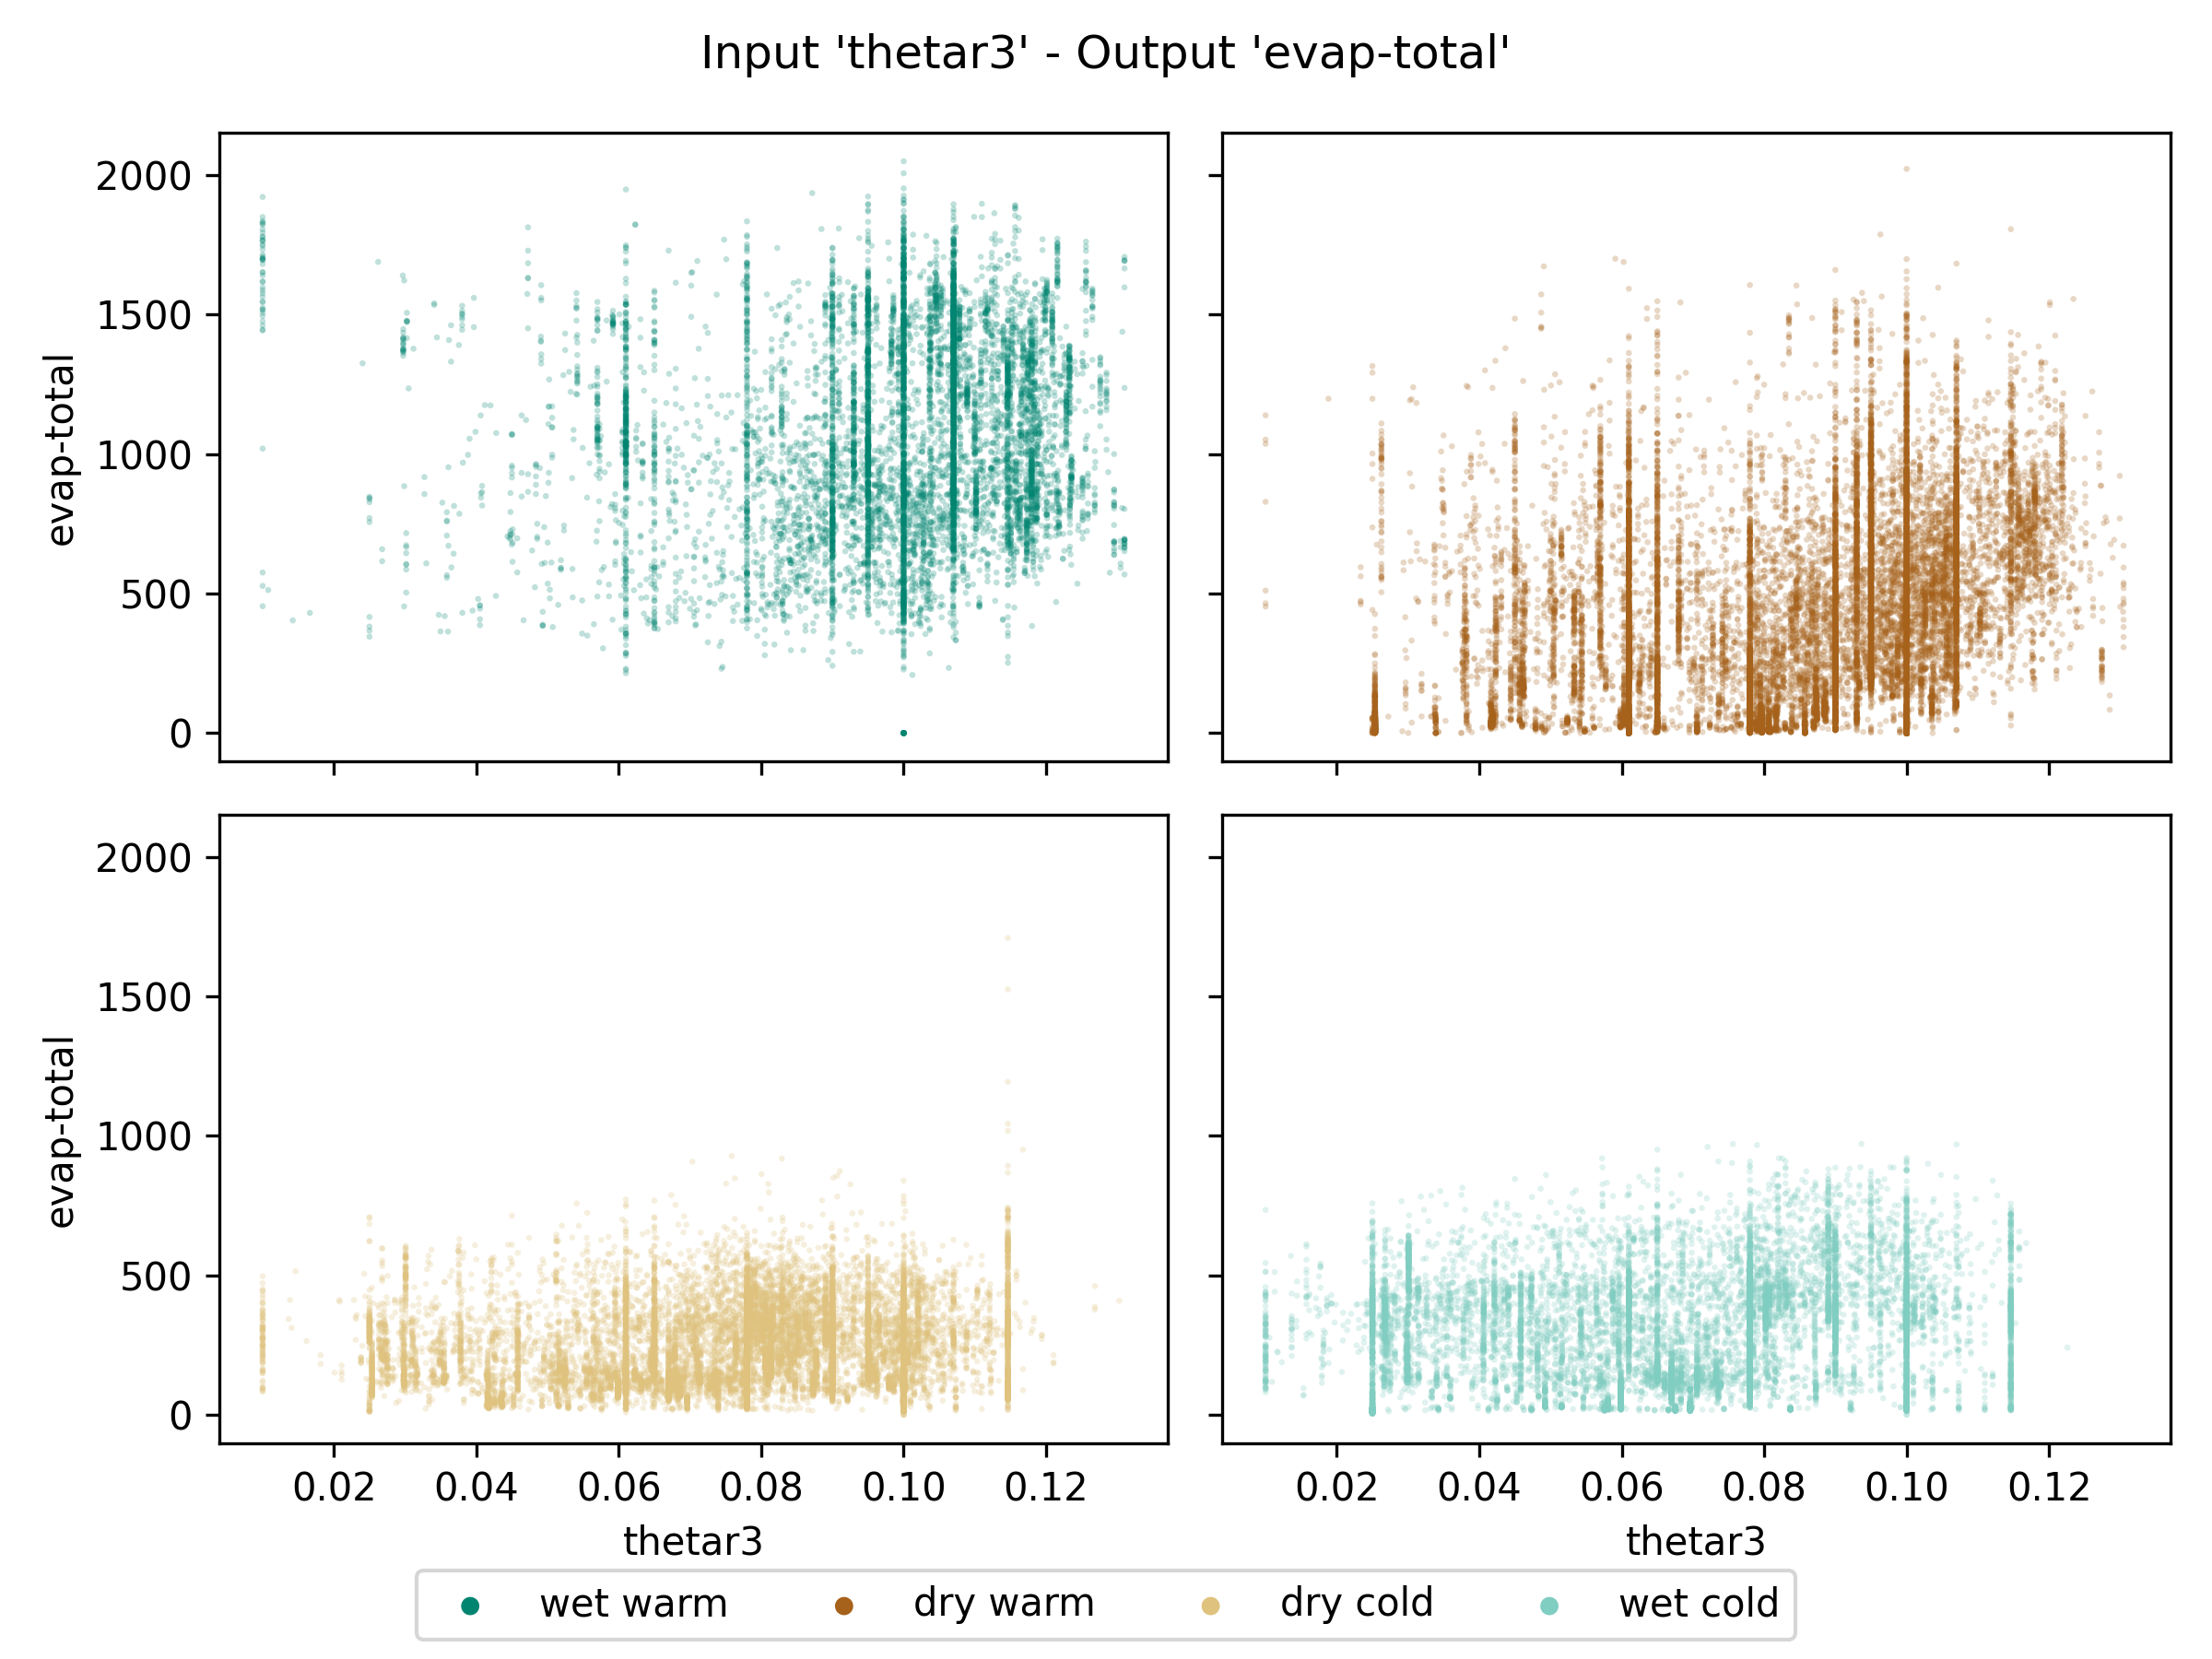 Input 'thetar3' - Output 'evap-total'
2000
1500
1000
500
0
evap-total
2000
1500
1000
500
0
evap-total
0.02 0.04 0.06 0.08 0.10 0.12
thetar3
0.02 0.04 0.06 0.08 0.10 0.12
thetar3
wet warm dry warm dry cold wet cold